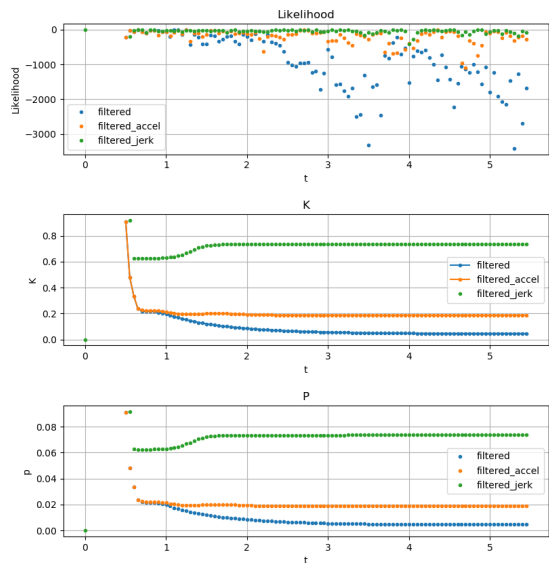 Likelihood
0
−1000
−2000
−3000
Likelihood
filtered
filtered_accel
filtered_jerk
0 1 2 3 4 5
t
K
0.8
0.6
0.4
0.2
0.0
K
filtered
filtered_accel
filtered_jerk
0 1 2 3 4 5
t
P
0.08
0.06
0.04
0.02
0.00
p
filtered
filtered_accel
filtered_jerk
0 1 2 3 4 5
t